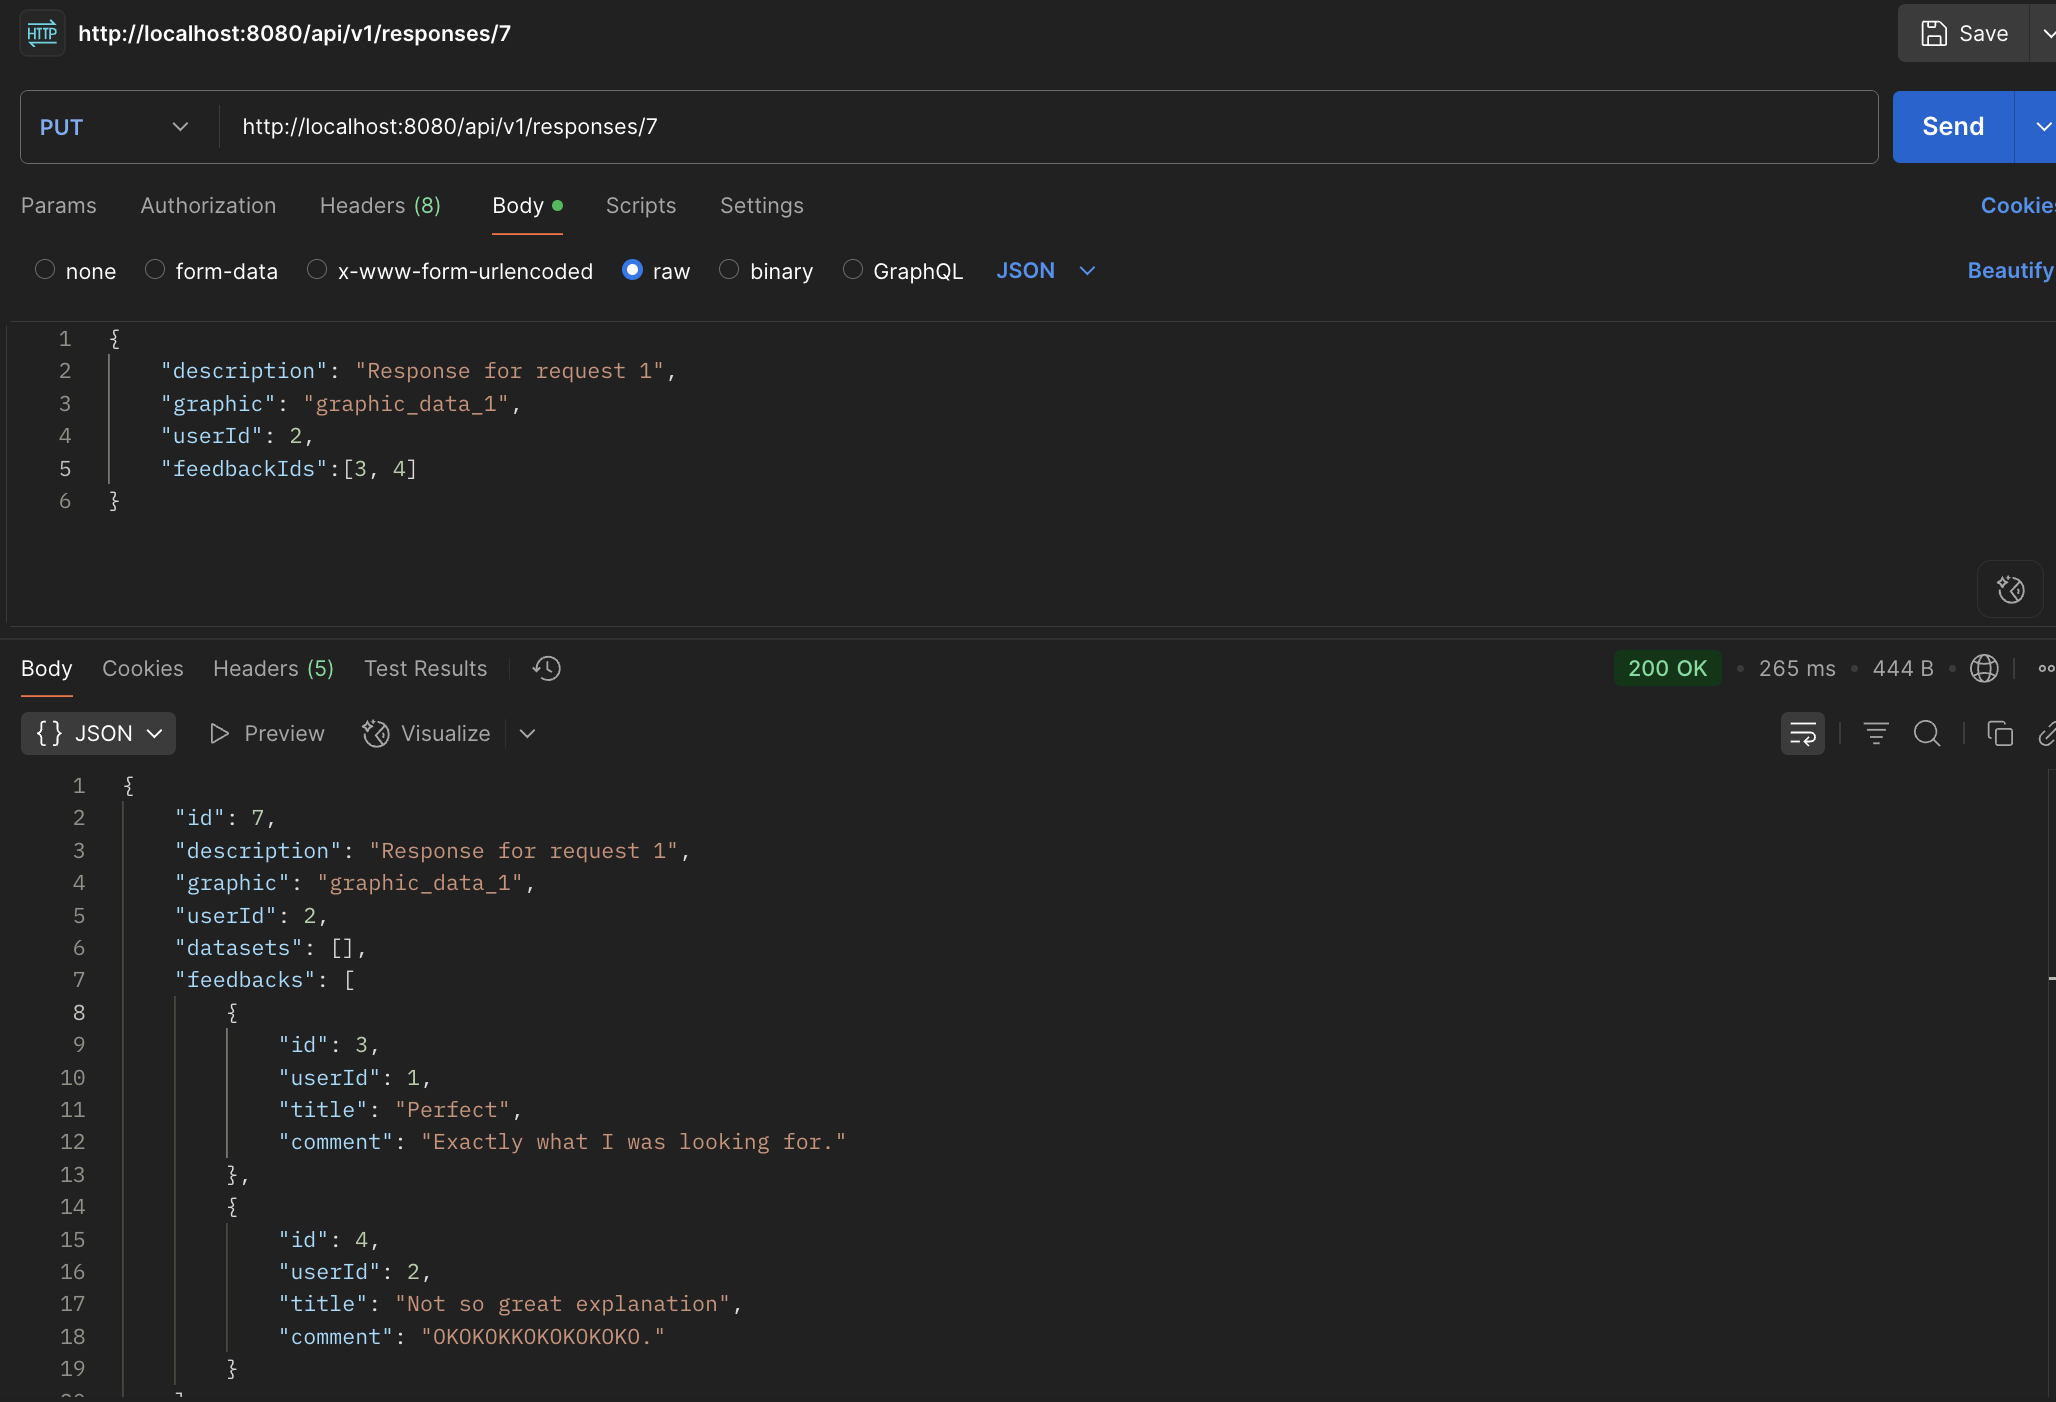 HTTP http://localhost:8080/api/v1/responses/7 Save
PUT http://localhost:8080/api/v1/responses/7 Send
Params Authorization Headers (8) Body Scripts Settings Cookies
none form-data x-www-form-urlencoded raw binary GraphQL JSON Beautify
1 {
2 "description": "Response for request 1",
3 "graphic": "graphic_data_1",
4 "userId": 2,
5 "feedbackIds":[3, 4]
6 }
Body Cookies Headers (5) Test Results 200 OK • 265 ms • 444 B •
{} JSON Preview Visualize
1 {
2 "id": 7,
3 "description": "Response for request 1",
4 "graphic": "graphic_data_1",
5 "userId": 2,
6 "datasets": [],
7 "feedbacks": [
8 {
9 "id": 3,
10 "userId": 1,
11 "title": "Perfect",
12 "comment": "Exactly what I was looking for."
13 },
14 {
15 "id": 4,
16 "userId": 2,
17 "title": "Not so great explanation",
18 "comment": "OKOKOKKOKOKOKOKO."
19 }